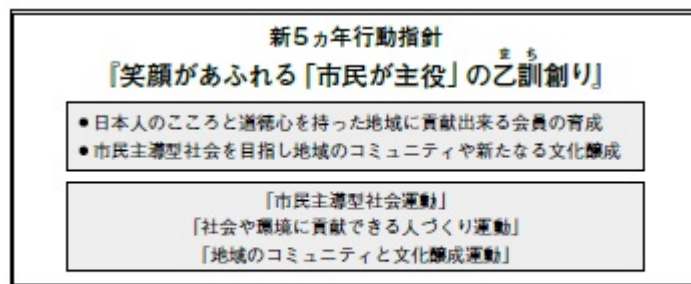 新5ヵ年行動指針
まち
『笑顔があふれる「市民が主役」の乙訓創り』
●日本人のこころと道徳心を持った地域に貢献出来る会員の育成
●市民主導型社会を目指し地域のコミュニティや新たなる文化醸成
「市民主導型社会運動」
「社会や環境に貢献できる人づくり運動」
「地域のコミュニティと文化醸成運動」